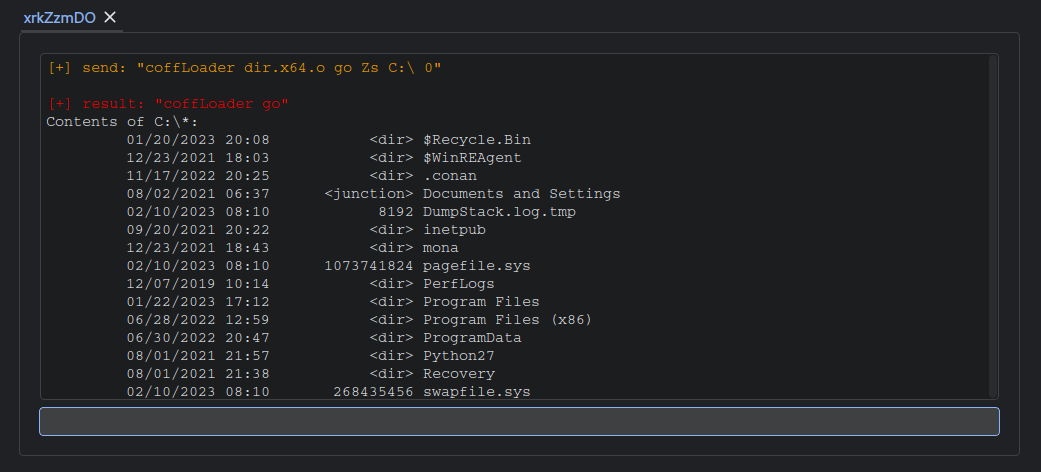 xrkZzmDO
[+] send: "coffLoader dir.x64.o go Zs C:\ 0"
[+] result: "coffLoader go"
Contents of C:\*:
01/20/2023 20:08 <dir> $Recycle.Bin
12/23/2021 18:03 <dir> $WinREAgent
11/17/2022 20:25 <dir> .conan
08/02/2021 06:37 <junction> Documents and Settings
02/10/2023 08:10 8192 DumpStack.log.tmp
09/20/2021 20:22 <dir> inetpub
12/23/2021 18:43 <dir> mona
02/10/2023 08:10 1073741824 pagefile.sys
12/07/2019 10:14 <dir> PerfLogs
01/22/2023 17:12 <dir> Program Files
06/28/2022 12:59 <dir> Program Files (x86)
06/30/2022 20:47 <dir> ProgramData
08/01/2021 21:57 <dir> Python27
08/01/2021 21:38 <dir> Recovery
02/10/2023 08:10 268435456 swapfile.sys